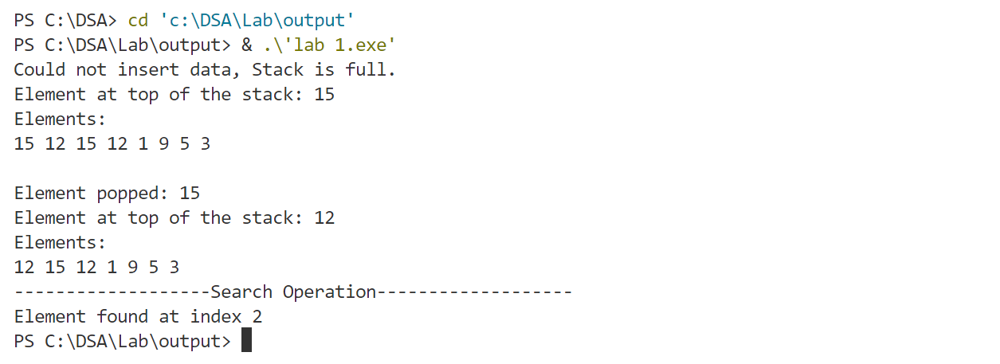 PS C:\DSA> cd 'c:\DSA\Lab\output'
PS C:\DSA\Lab\output> & .\'lab 1.exe'
Could not insert data, Stack is full.
Element at top of the stack: 15
Elements:
15 12 15 12 1 9 5 3
Element popped: 15
Element at top of the stack: 12
Elements:
12 15 12 1 9 5 3
-------------------Search Operation-------------------
Element found at index 2
PS C:\DSA\Lab\output>